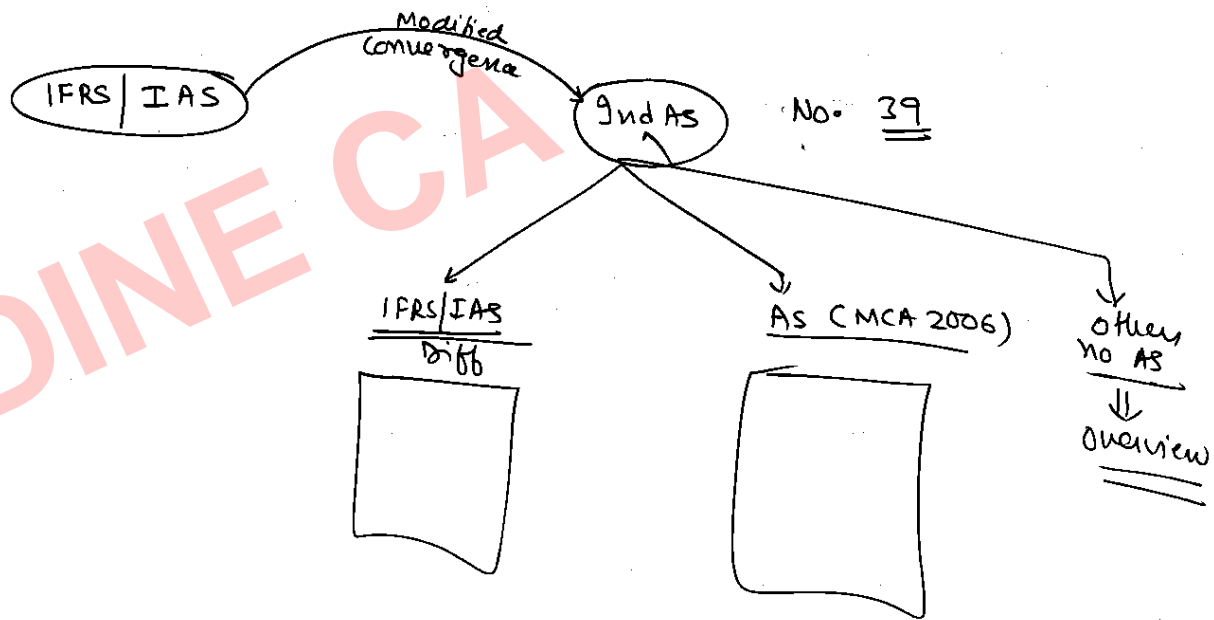 Modified
Convergence
IFRS | IAS
Ind AS
No. 39
DINE CA
IFRS | IAS
Diff
AS (MCA 2006)
others
no AS
⇓
Overview